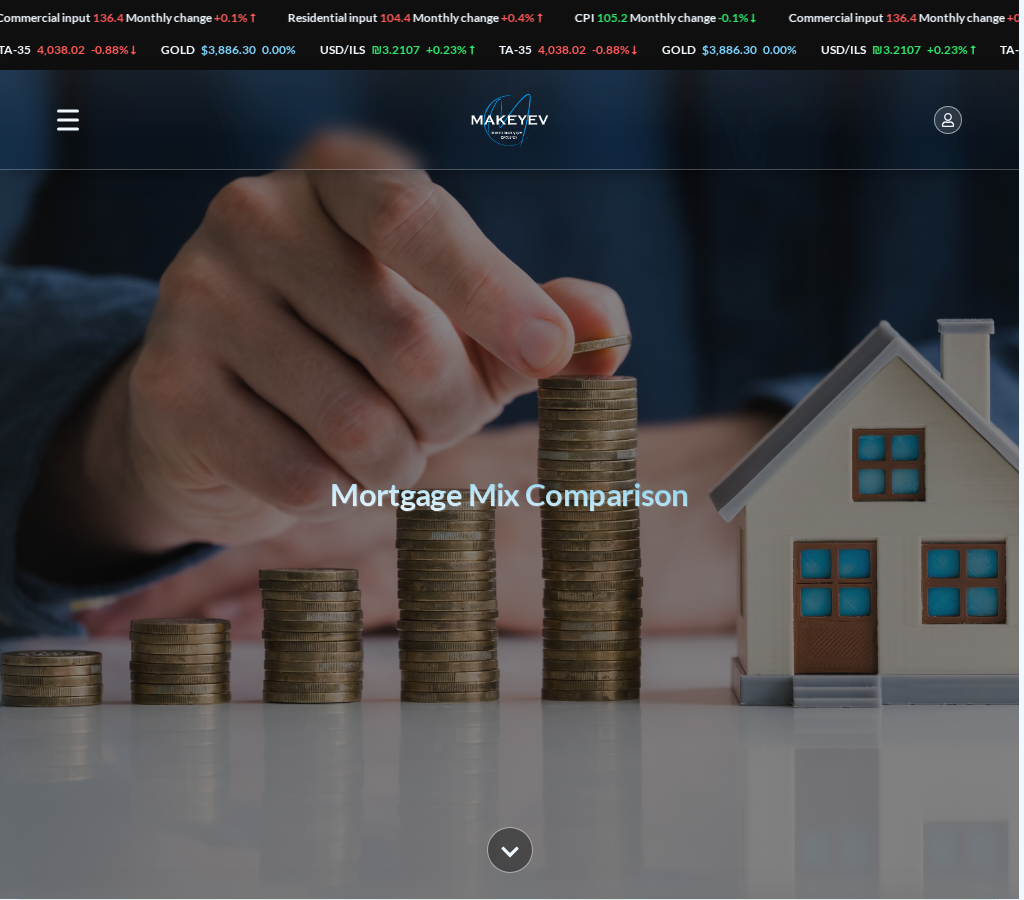 Commercial input 136.4 Monthly change +0.1% ↑ Residential input 104.4 Monthly change +0.4% ↑ CPI 105.2 Monthly change -0.1% ↓ Commercial input 136.4 Monthly change +0
TA-35 4,038.02 -0.88% ↓ GOLD $3,886.30 0.00% USD/ILS ₪3.2107 +0.23% ↑ TA-35 4,038.02 -0.88% ↓ GOLD $3,886.30 0.00% USD/ILS ₪3.2107 +0.23% ↑ TA-
MAKEYEV
Mortgage Mix Comparison